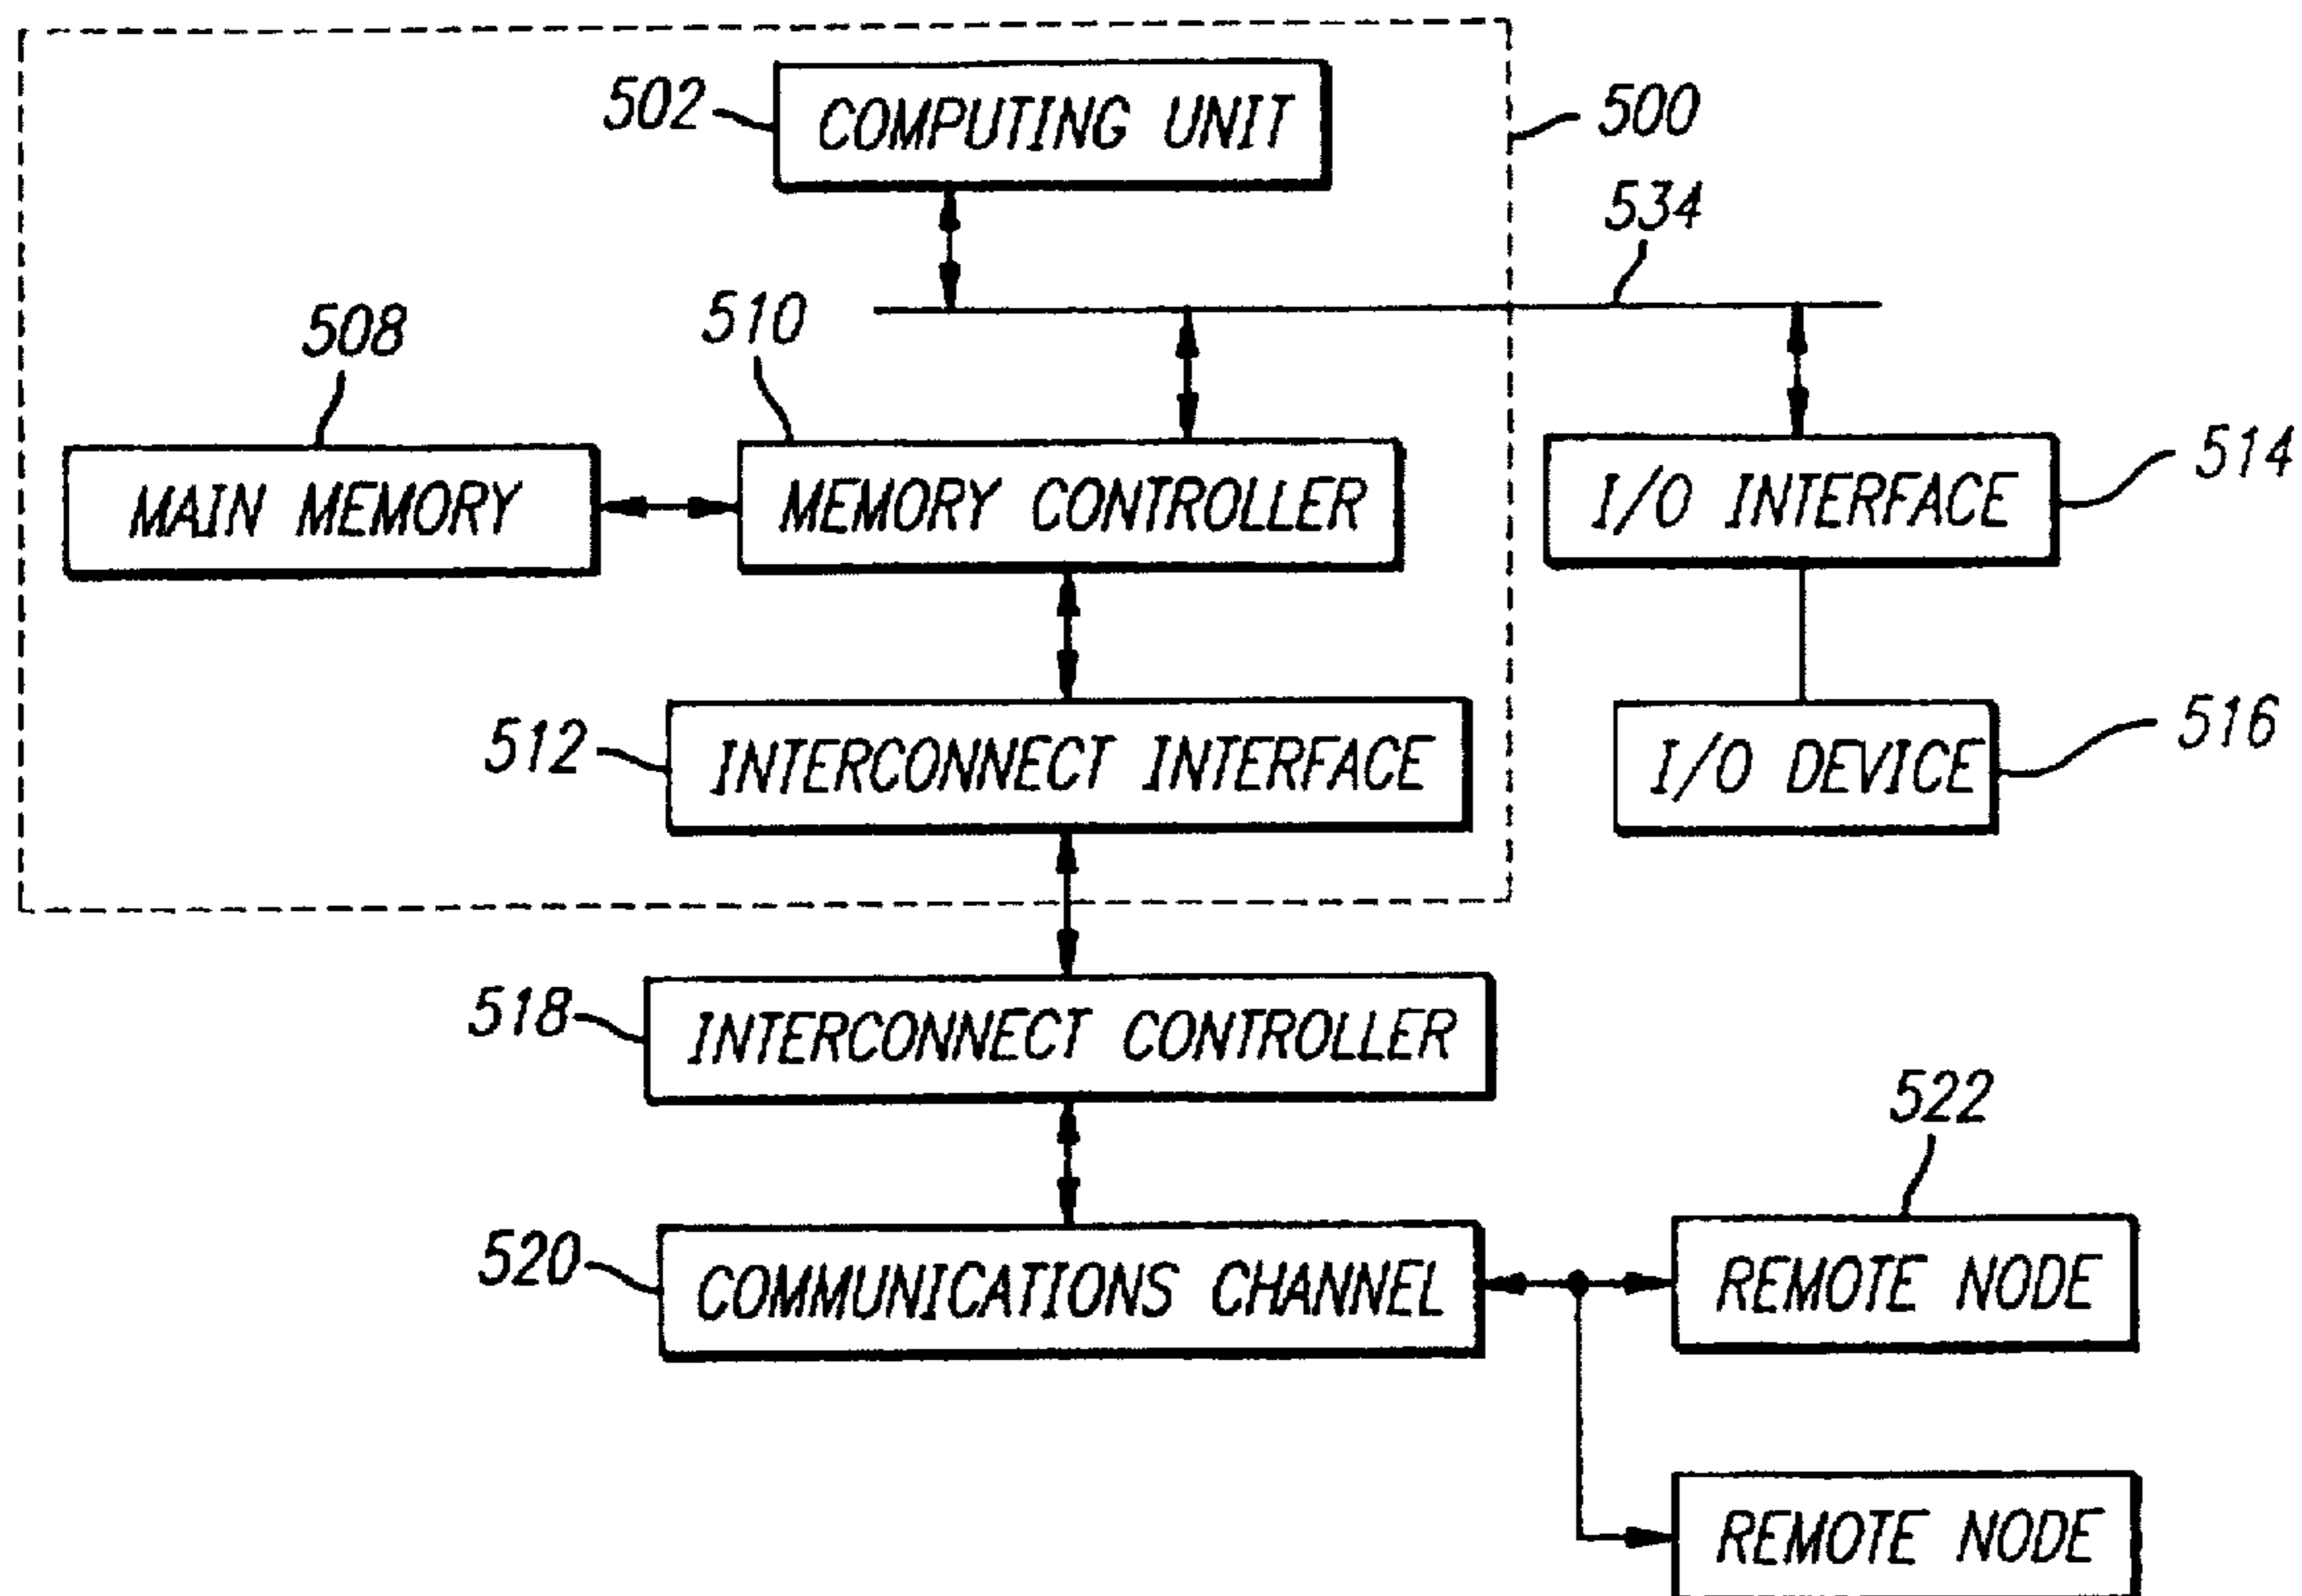 502
COMPUTING UNIT
500
534
508
510
MAIN MEMORY
MEMORY CONTROLLER
I/O INTERFACE
514
512
INTERCONNECT INTERFACE
I/O DEVICE
516
518
INTERCONNECT CONTROLLER
522
520
COMMUNICATIONS CHANNEL
REMOTE NODE
REMOTE NODE